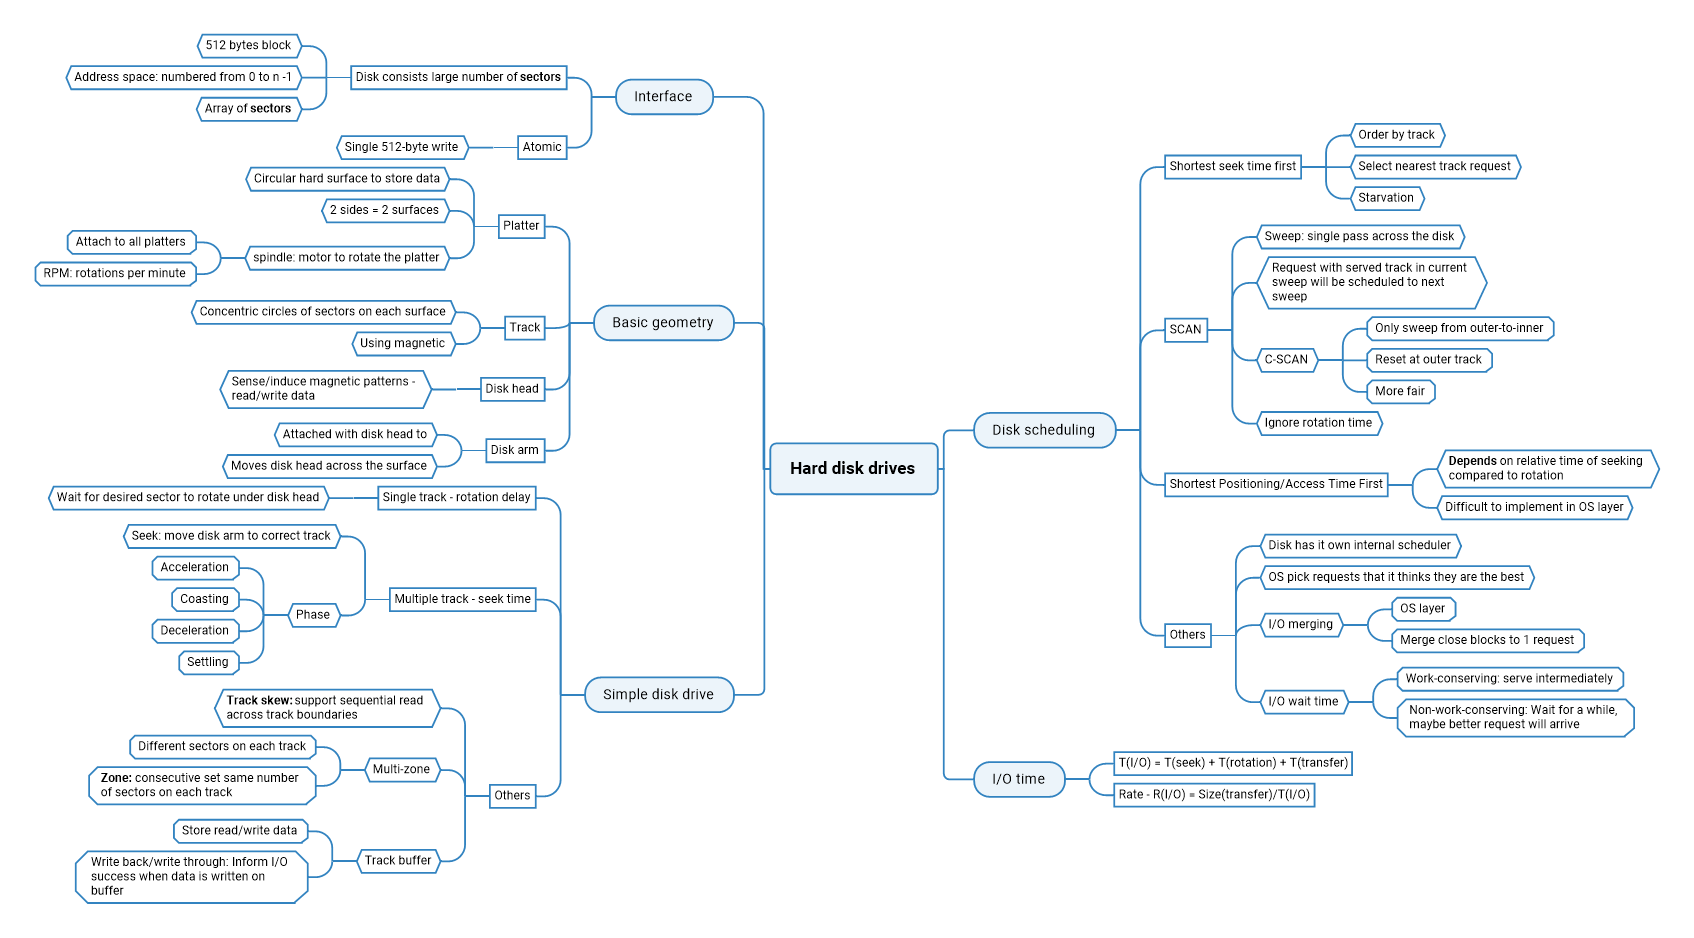 Hard disk drives
Interface
Disk consists large number of sectors
512 bytes block
Address space: numbered from 0 to n -1
Array of sectors
Atomic
Single 512-byte write
Basic geometry
Platter
Circular hard surface to store data
2 sides = 2 surfaces
spindle: motor to rotate the platter
Attach to all platters
RPM: rotations per minute
Track
Concentric circles of sectors on each surface
Using magnetic
Disk head
Sense/induce magnetic patterns -
read/write data
Disk arm
Attached with disk head to
Moves disk head across the surface
Simple disk drive
Single track - rotation delay
Wait for desired sector to rotate under disk head
Multiple track - seek time
Seek: move disk arm to correct track
Phase
Acceleration
Coasting
Deceleration
Settling
Others
Track skew: support sequential read
across track boundaries
Multi-zone
Different sectors on each track
Zone: consecutive set same number
of sectors on each track
Track buffer
Store read/write data
Write back/write through: Inform I/O
success when data is written on
buffer
Disk scheduling
Shortest seek time first
Order by track
Select nearest track request
Starvation
SCAN
Sweep: single pass across the disk
Request with served track in current
sweep will be scheduled to next
sweep
C-SCAN
Only sweep from outer-to-inner
Reset at outer track
More fair
Ignore rotation time
Shortest Positioning/Access Time First
Depends on relative time of seeking
compared to rotation
Difficult to implement in OS layer
Others
Disk has it own internal scheduler
OS pick requests that it thinks they are the best
I/O merging
OS layer
Merge close blocks to 1 request
I/O wait time
Work-conserving: serve intermediately
Non-work-conserving: Wait for a while,
maybe better request will arrive
I/O time
T(I/O) = T(seek) + T(rotation) + T(transfer)
Rate - R(I/O) = Size(transfer)/T(I/O)